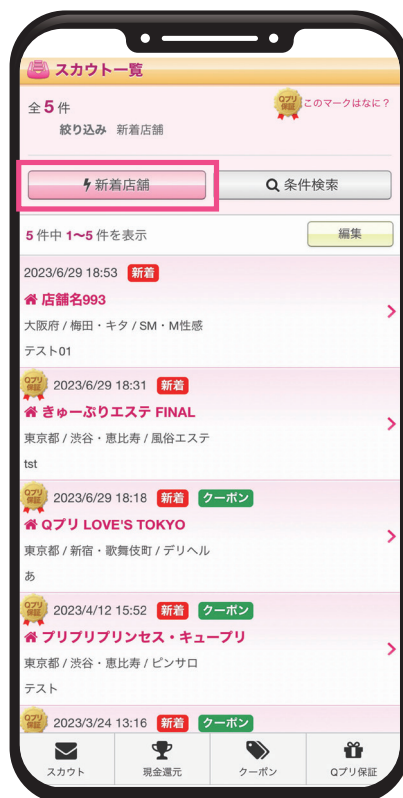 スカウト一覧
全5件
Qプリ保証 このマークはなに？
絞り込み 新着店舗
新着店舗 条件検索
5件中 1〜5件を表示 編集
2023/6/29 18:53 新着
店舗名993
大阪府 / 梅田・キタ / SM・M性感
テスト01
Qプリ保証 2023/6/29 18:31 新着
きゅーぷりエステ FINAL
東京都 / 渋谷・恵比寿 / 風俗エステ
tst
Qプリ保証 2023/6/29 18:18 新着 クーポン
Qプリ LOVE'S TOKYO
東京都 / 新宿・歌舞伎町 / デリヘル
あ
Qプリ保証 2023/4/12 15:52 新着 クーポン
プリプリプリンセス・キュープリ
東京都 / 渋谷・恵比寿 / ピンサロ
テスト
Qプリ保証 2023/3/24 13:16 新着 クーポン
スカウト 現金還元 クーポン Qプリ保証